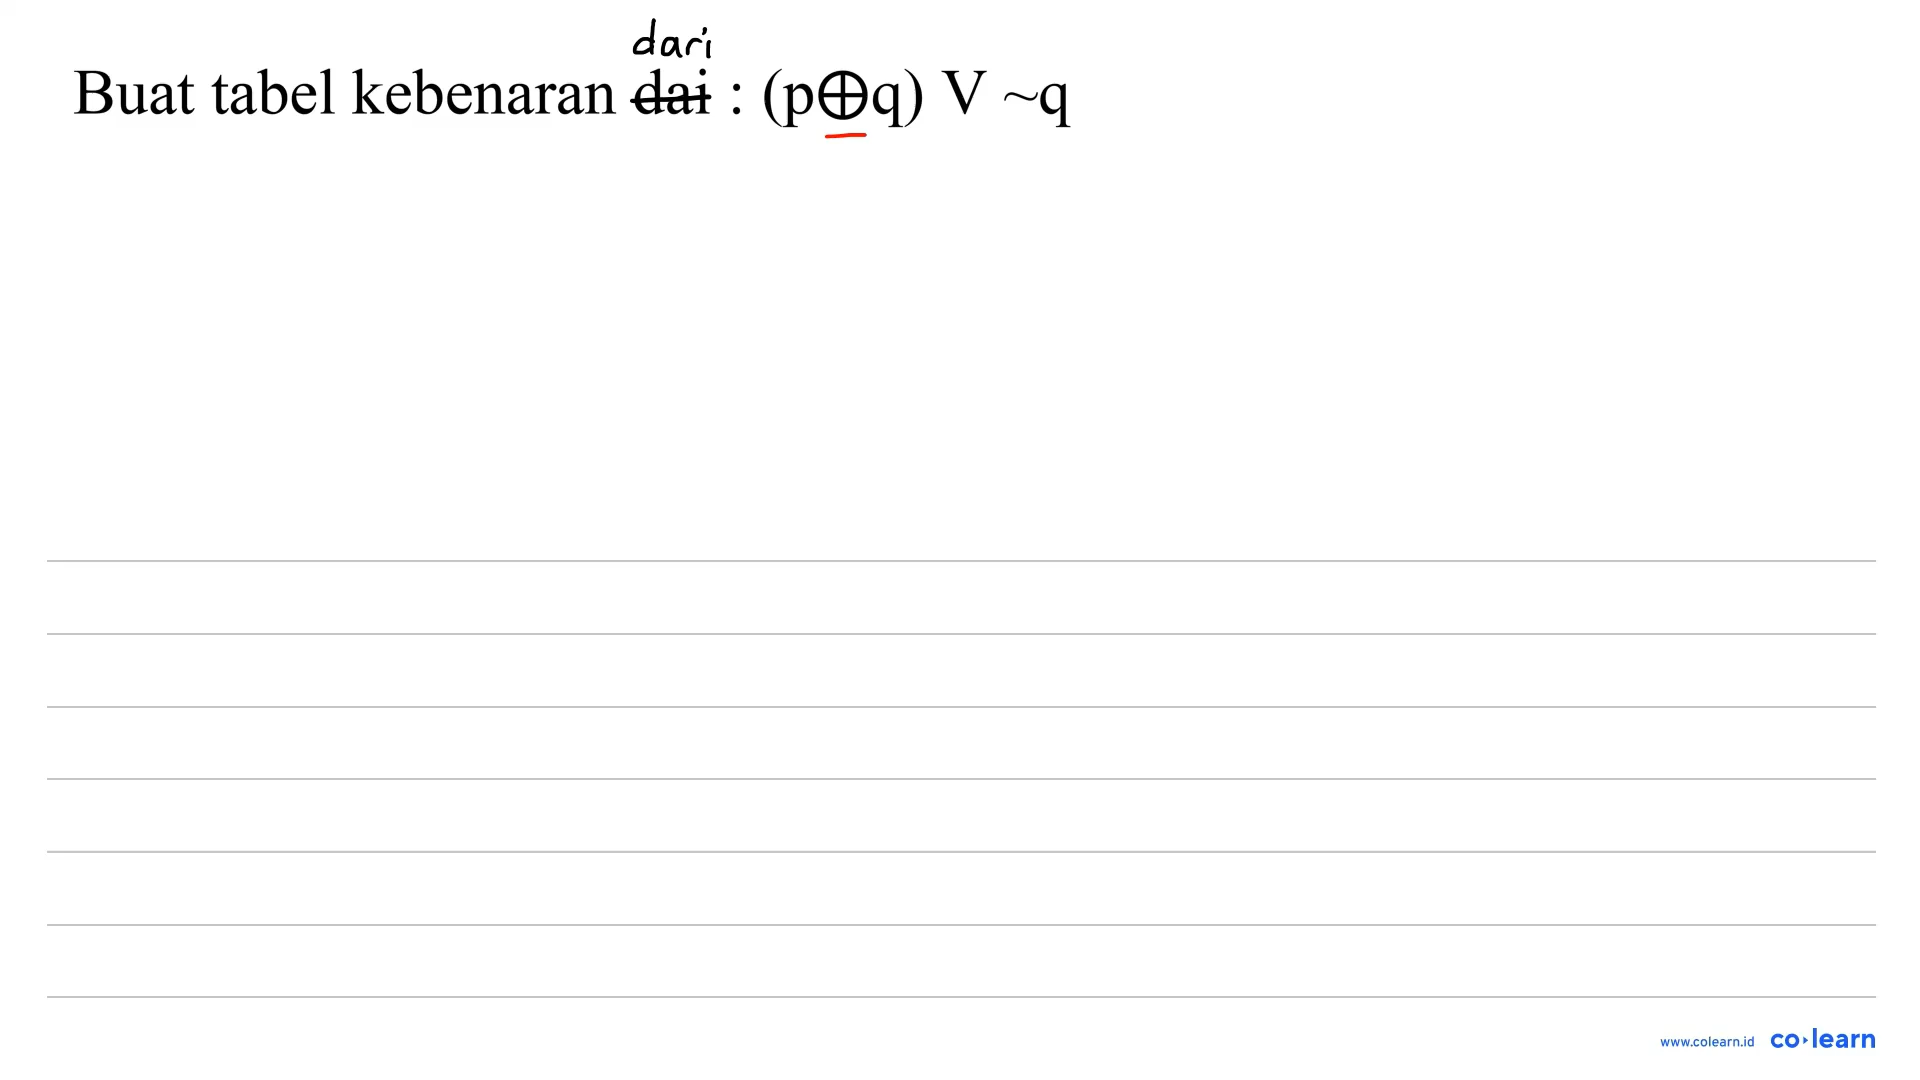 dari
Buat tabel kebenaran dai : (p⊕q) V ~q
www.colearn.id co learn